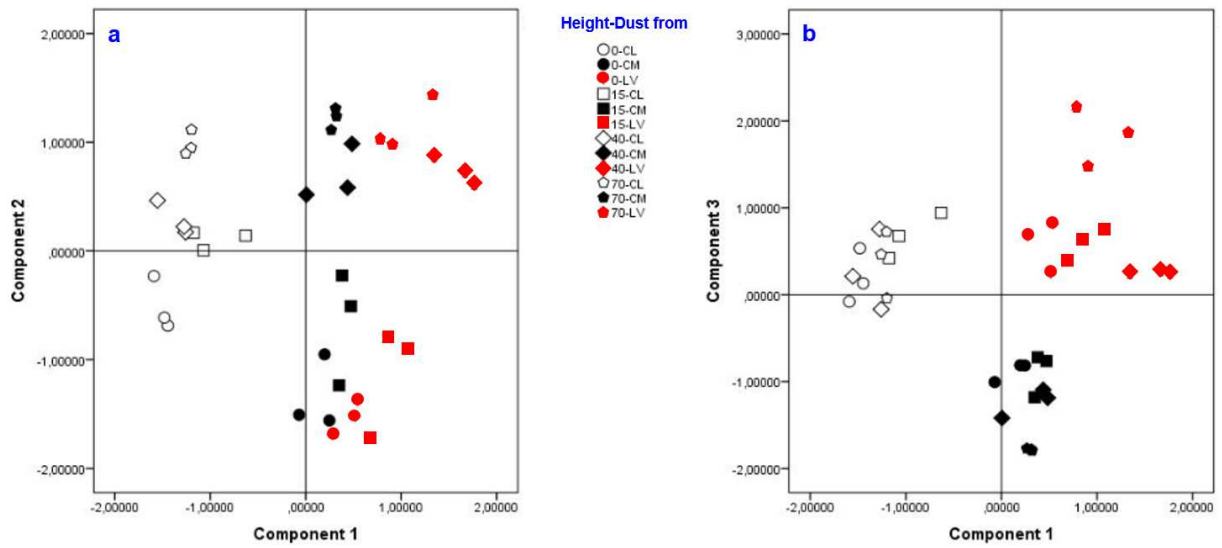 a
Component 2
2,00000
1,00000
,00000
-1,00000
-2,00000
-2,00000 -1,00000 ,00000 1,00000 2,00000
Component 1
Height-Dust from
0-CL
0-CM
0-LV
15-CL
15-CM
15-LV
40-CL
40-CM
40-LV
70-CL
70-CM
70-LV
b
Component 3
3,00000
2,00000
1,00000
,00000
-1,00000
-2,00000
-2,00000 -1,00000 ,00000 1,00000 2,00000
Component 1